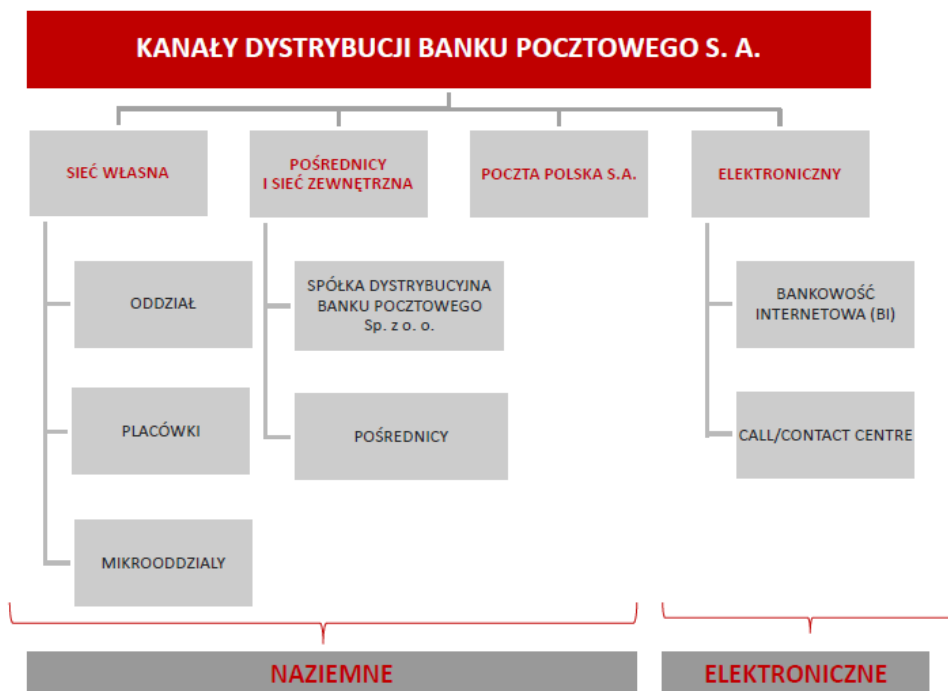 KANAŁY DYSTRYBUCJI BANKU POCZTOWEGO S. A.
SIEĆ WŁASNA
POŚREDNICY
I SIEĆ ZEWNĘTRZNA
POCZTA POLSKA S.A.
ELEKTRONICZNY
ODDZIAŁ
SPÓŁKA DYSTRYBUCYJNA
BANKU POCZTOWEGO
Sp. z o. o.
BANKOWOŚĆ
INTERNETOWA (BI)
PLACÓWKI
POŚREDNICY
CALL/CONTACT CENTRE
MIKROODDZIALY
NAZIEMNE
ELEKTRONICZNE